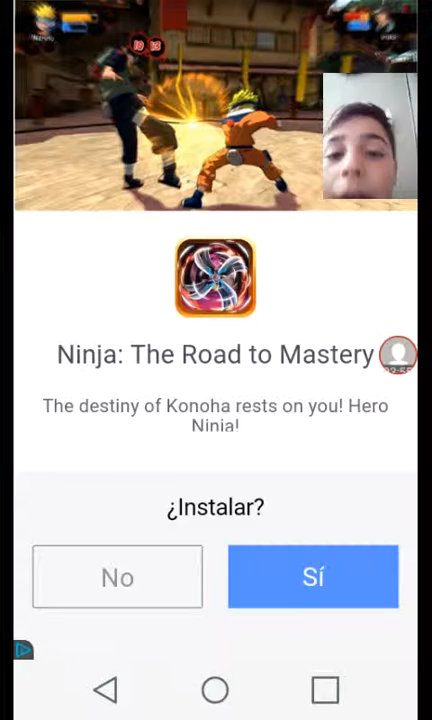 Ninja: The Road to Mastery
The destiny of Konoha rests on you! Hero
Ninja!
¿Instalar?
No
Sí